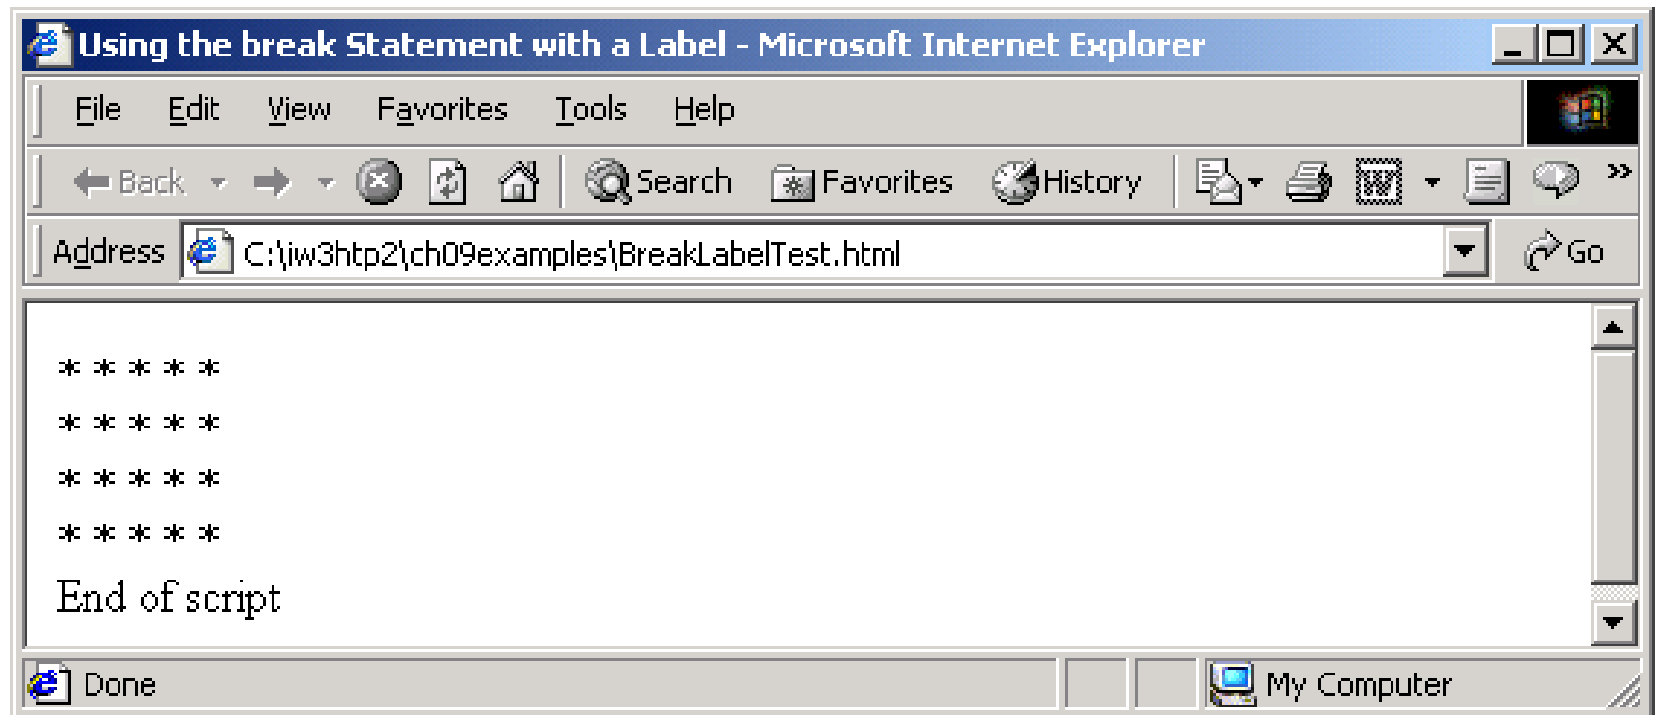 Using the break Statement with a Label - Microsoft Internet Explorer
File Edit View Favorites Tools Help
Back Search Favorites History »
Address C:\iw3htp2\ch09examples\BreakLabelTest.html Go
* * * * *
* * * * *
* * * * *
* * * * *
End of script
Done My Computer